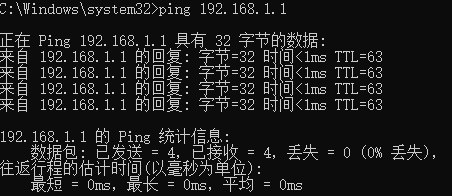 C:\Windows\system32>ping 192.168.1.1
正在 Ping 192.168.1.1 具有 32 字节的数据:
来自 192.168.1.1 的回复: 字节=32 时间<1ms TTL=63
来自 192.168.1.1 的回复: 字节=32 时间<1ms TTL=63
来自 192.168.1.1 的回复: 字节=32 时间<1ms TTL=63
来自 192.168.1.1 的回复: 字节=32 时间<1ms TTL=63
192.168.1.1 的 Ping 统计信息:
数据包: 已发送 = 4，已接收 = 4，丢失 = 0 (0% 丢失)，
往返行程的估计时间(以毫秒为单位):
最短 = 0ms，最长 = 0ms，平均 = 0ms